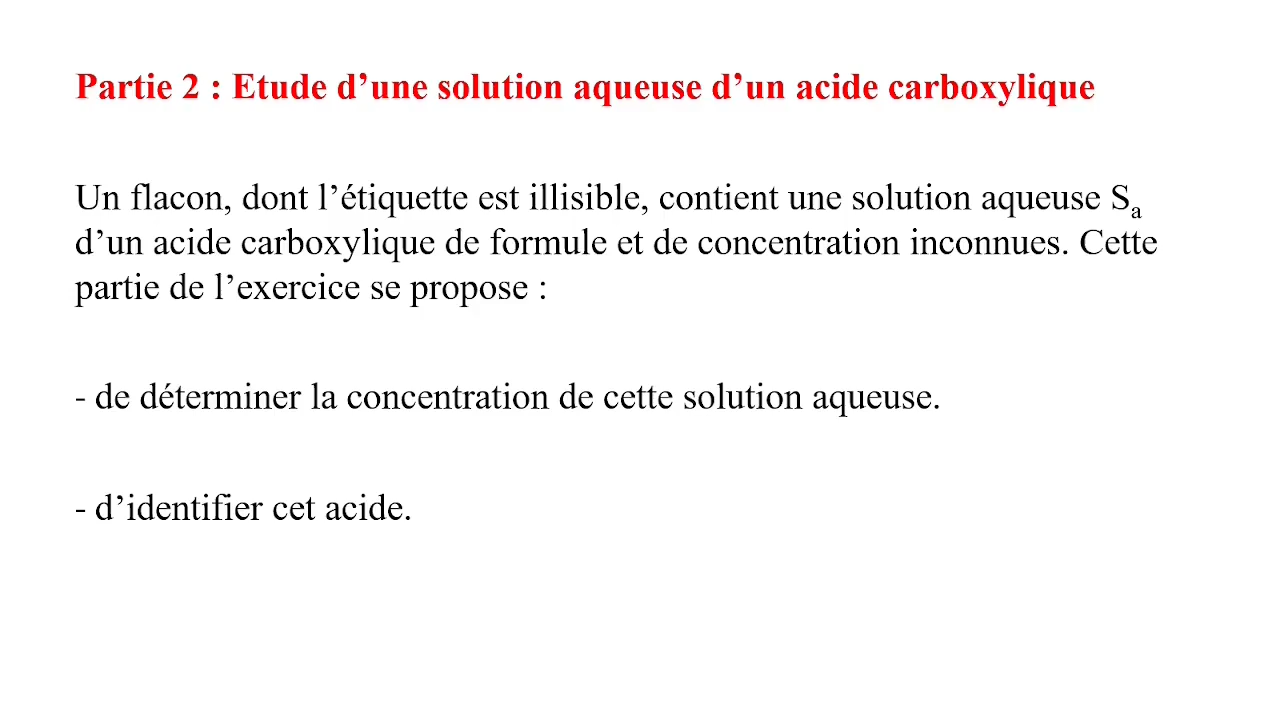 Partie 2 : Etude d’une solution aqueuse d’un acide carboxylique
Un flacon, dont l’étiquette est illisible, contient une solution aqueuse Sa
d’un acide carboxylique de formule et de concentration inconnues. Cette
partie de l’exercice se propose :
- de déterminer la concentration de cette solution aqueuse.
- d’identifier cet acide.